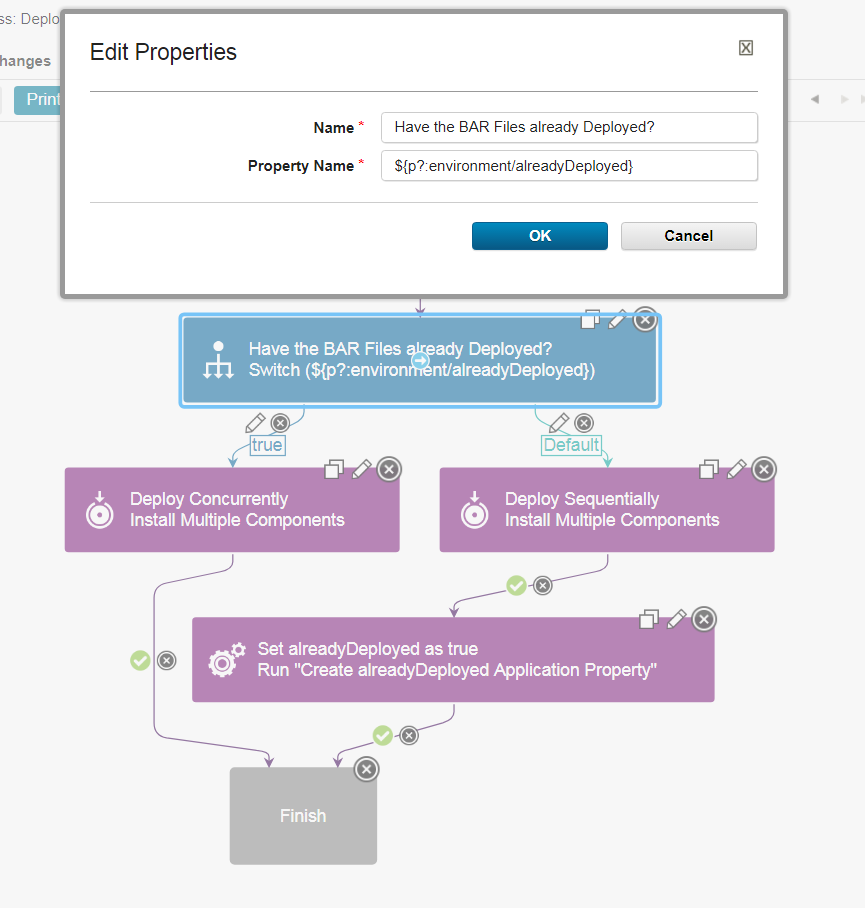 ss: Deplo
Edit Properties
hanges
Print
Name *
Have the BAR Files already Deployed?
Property Name *
${p?:environment/alreadyDeployed}
OK
Cancel
Have the BAR Files already Deployed?
Switch (${p?:environment/alreadyDeployed})
true
Default
Deploy Concurrently
Install Multiple Components
Deploy Sequentially
Install Multiple Components
Set alreadyDeployed as true
Run "Create alreadyDeployed Application Property"
Finish